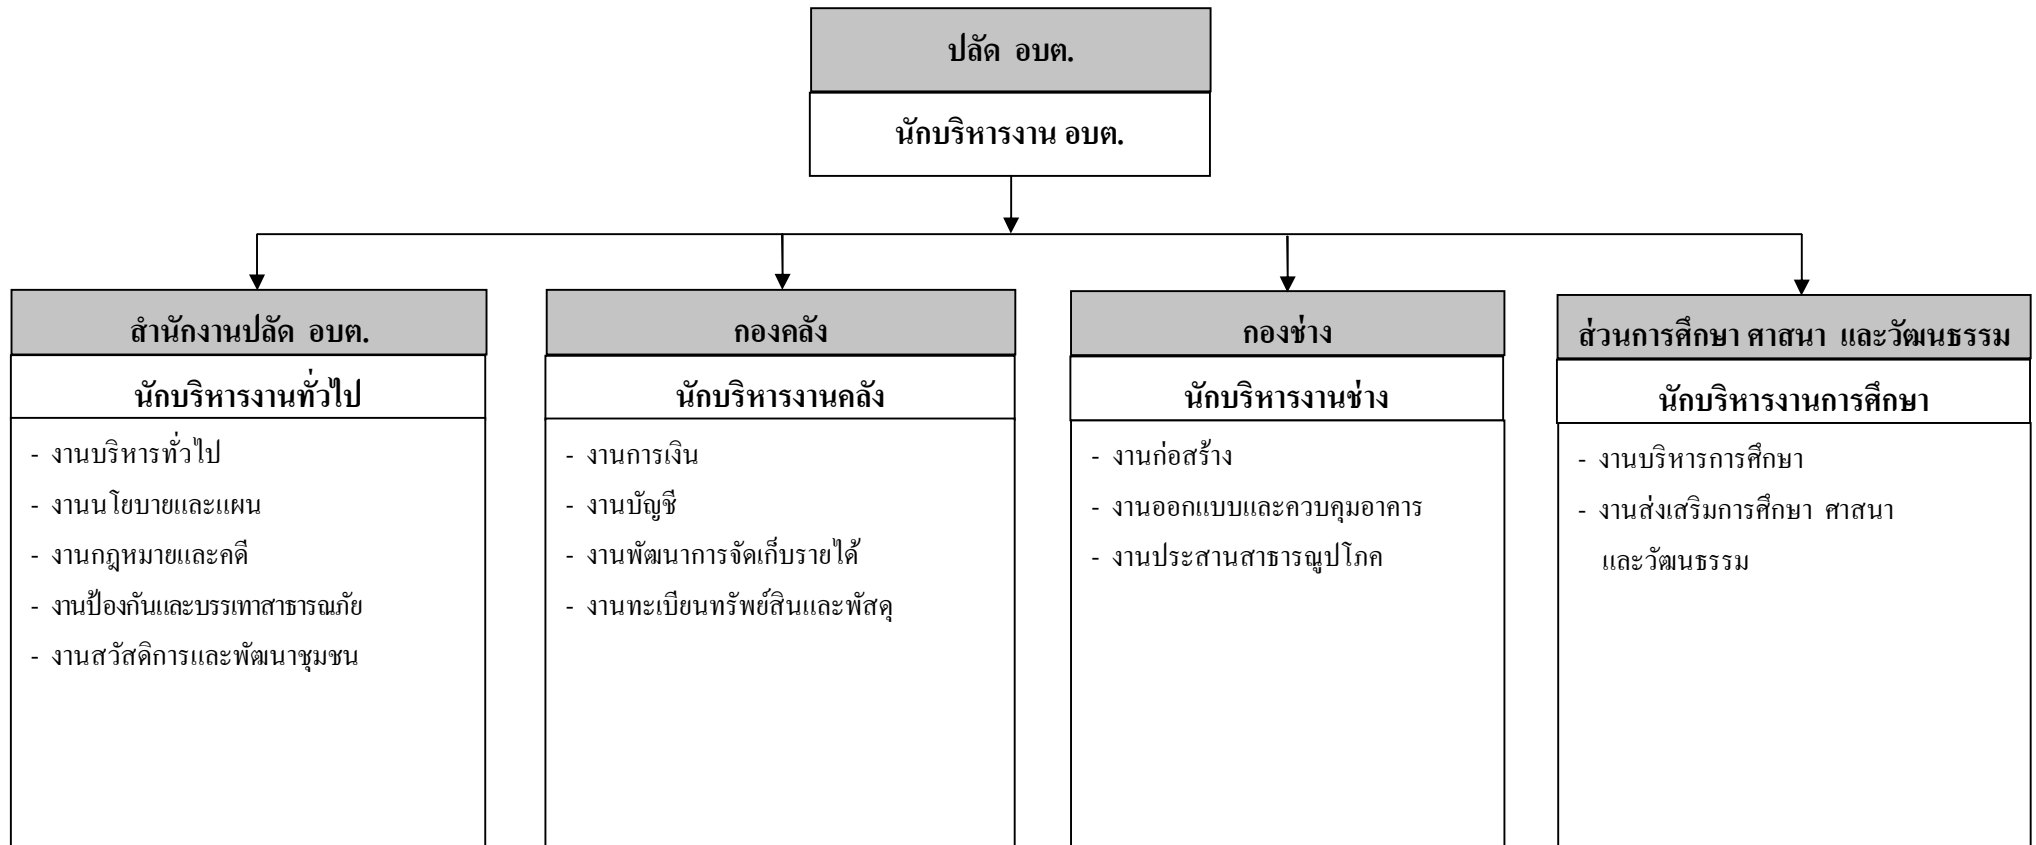 ปลัด อบต.
นักบริหารงาน อบต.
สำนักงานปลัด อบต.
นักบริหารงานทั่วไป
- งานบริหารทั่วไป
- งานนโยบายและแผน
- งานกฎหมายและคดี
- งานป้องกันและบรรเทาสาธารณภัย
- งานสวัสดิการและพัฒนาชุมชน
กองคลัง
นักบริหารงานคลัง
- งานการเงิน
- งานบัญชี
- งานพัฒนาการจัดเก็บรายได้
- งานทะเบียนทรัพย์สินและพัสดุ
กองช่าง
นักบริหารงานช่าง
- งานก่อสร้าง
- งานออกแบบและควบคุมอาคาร
- งานประสานสาธารณูปโภค
ส่วนการศึกษา ศาสนา และวัฒนธรรม
นักบริหารงานการศึกษา
- งานบริหารการศึกษา
- งานส่งเสริมการศึกษา ศาสนา
และวัฒนธรรม